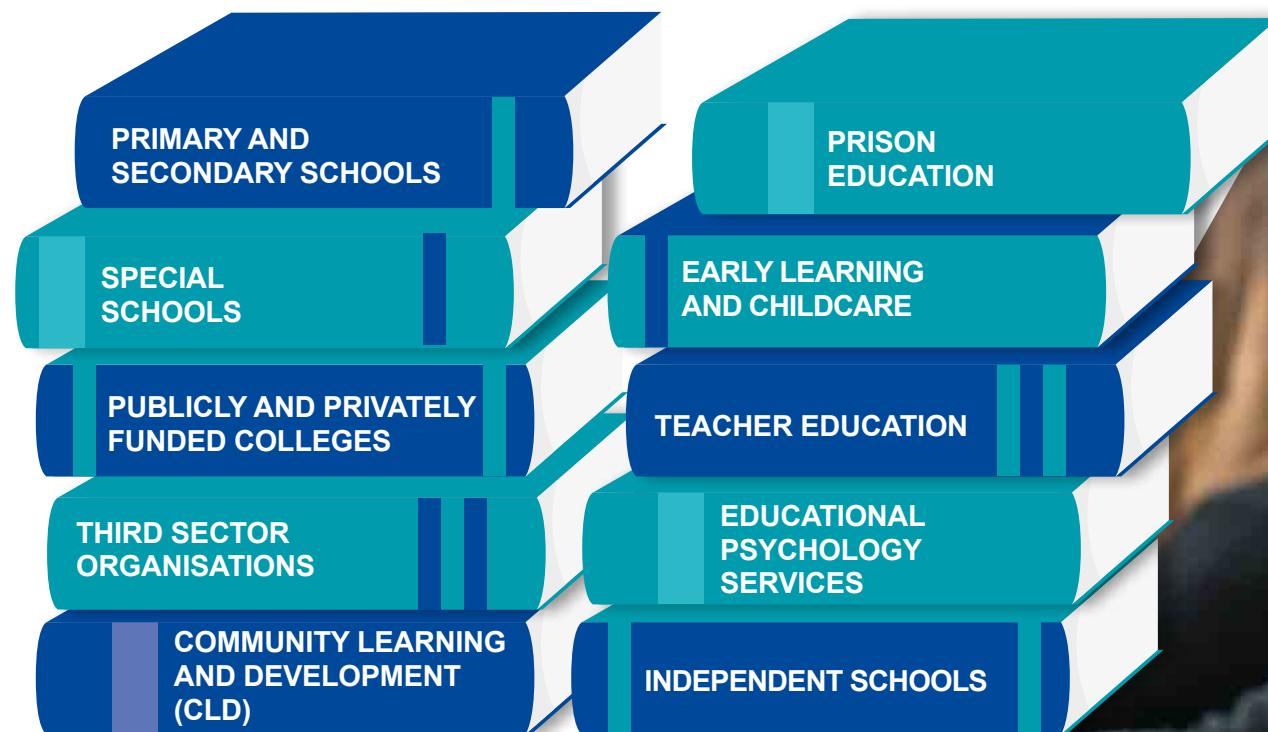 PRIMARY AND
SECONDARY SCHOOLS
SPECIAL
SCHOOLS
PUBLICLY AND PRIVATELY
FUNDED COLLEGES
THIRD SECTOR
ORGANISATIONS
COMMUNITY LEARNING
AND DEVELOPMENT
(CLD)
PRISON
EDUCATION
EARLY LEARNING
AND CHILDCARE
TEACHER EDUCATION
EDUCATIONAL
PSYCHOLOGY
SERVICES
INDEPENDENT SCHOOLS